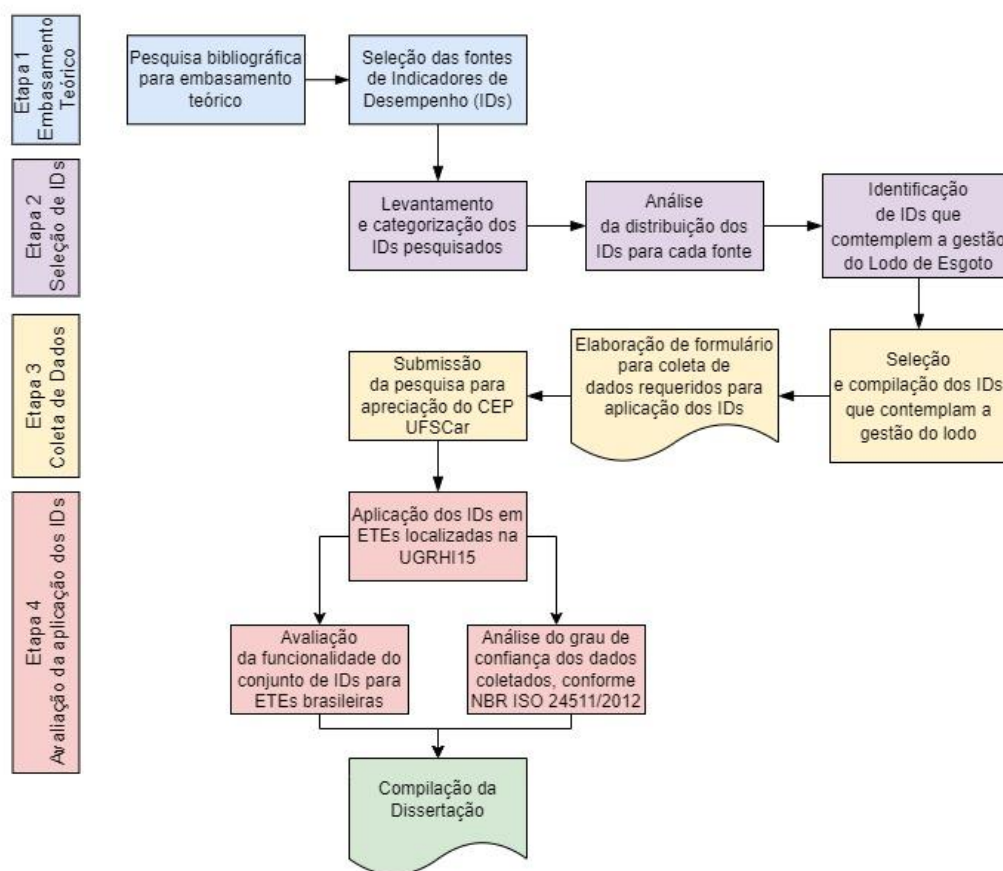 Etapa 1
Embasamento
Teórico
Pesquisa bibliográfica
para embasamento
teórico
Seleção das fontes
de Indicadores de
Desempenho (IDs)
Etapa 2
Seleção de IDs
Levantamento
e categorização dos
IDs pesquisados
Análise
da distribuição dos
IDs para cada fonte
Identificação
de IDs que
comtemplem a gestão
do Lodo de Esgoto
Etapa 3
Coleta de Dados
Submissão
da pesquisa para
apreciação do CEP
UFSCar
Elaboração de formulário
para coleta de
dados requeridos para
aplicação dos IDs
Seleção
e compilação dos IDs
que contemplam a
gestão do lodo
Etapa 4
Avaliação da aplicação dos IDs
Aplicação dos IDs em
ETEs localizadas na
UGRHI15
Avaliação
da funcionalidade do
conjunto de IDs para
ETEs brasileiras
Análise do grau de
confiança dos dados
coletados, conforme
NBR ISO 24511/2012
Compilação da
Dissertação